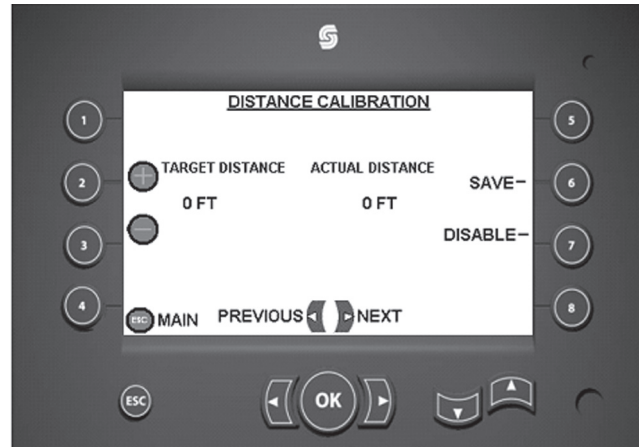 DISTANCE CALIBRATION
1
5
TARGET DISTANCE ACTUAL DISTANCE
2
SAVE-
6
0 FT 0 FT
3
DISABLE-
7
4
ESC MAIN PREVIOUS NEXT
8
ESC
OK